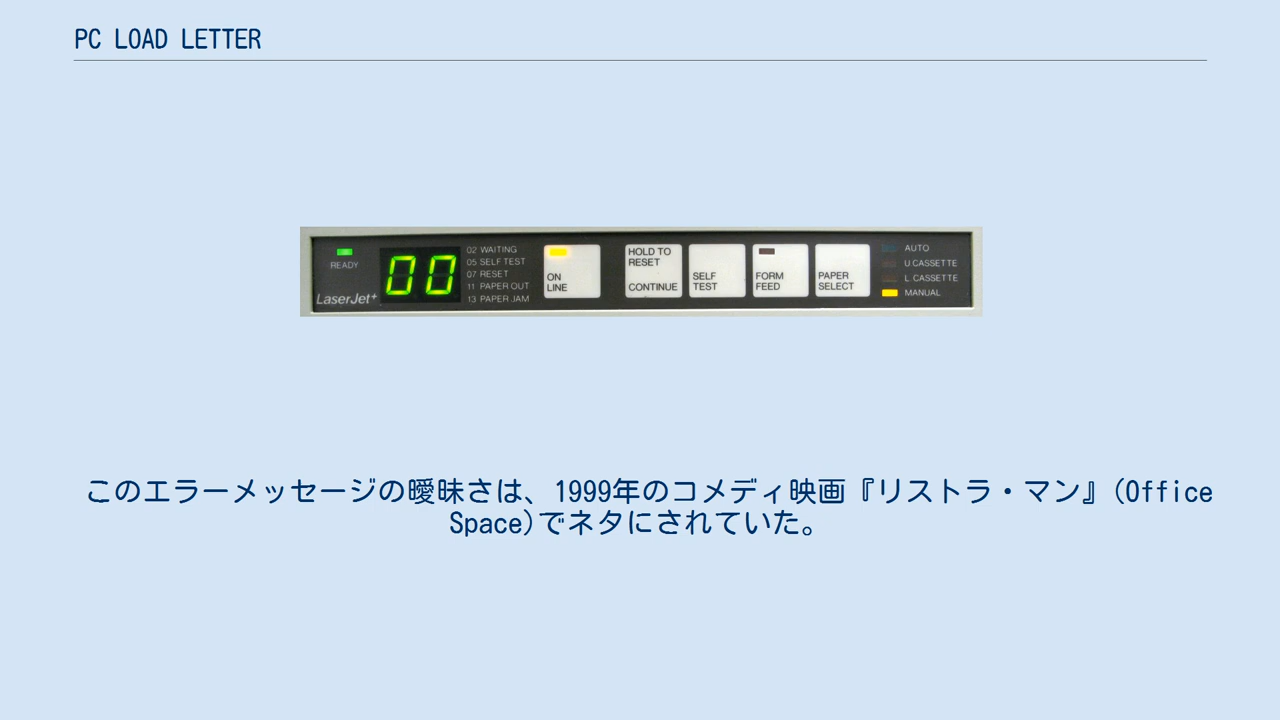 PC LOAD LETTER
READY
LaserJet+
00
02 WAITING
05 SELF TEST
07 RESET
11 PAPER OUT
13 PAPER JAM
ON
LINE
HOLD TO
RESET
CONTINUE
SELF
TEST
FORM
FEED
PAPER
SELECT
AUTO
U.CASSETTE
L.CASSETTE
MANUAL
このエラーメッセージの曖昧さは、1999年のコメディ映画『リストラ・マン』(Office
Space)でネタにされていた。